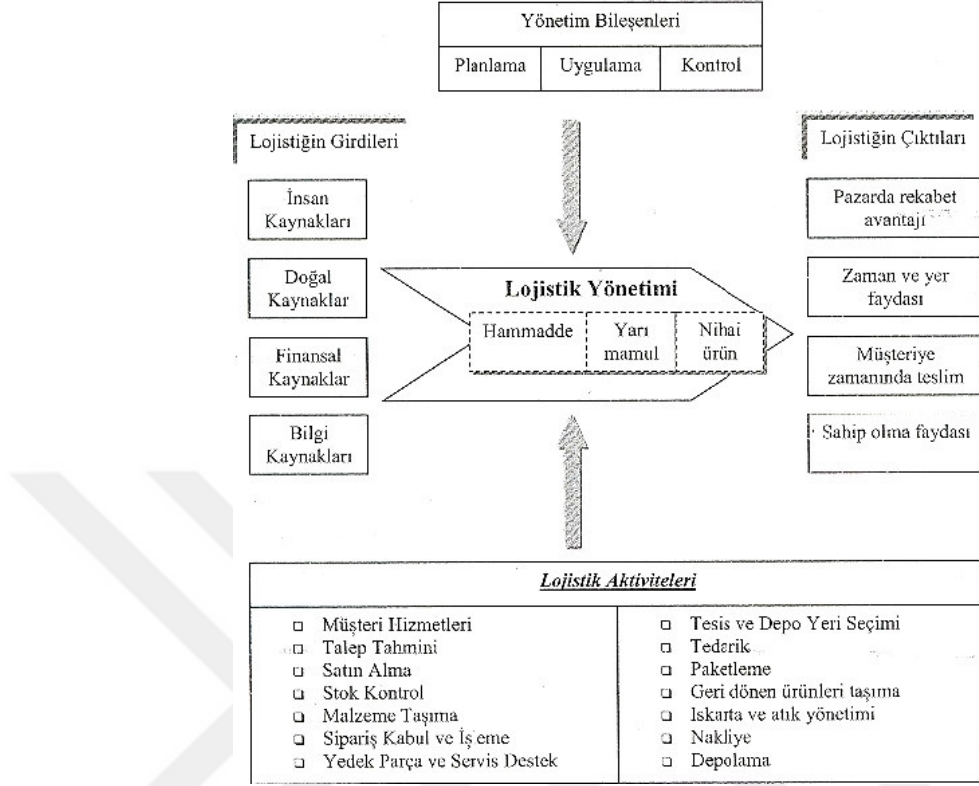 Yönetim Bileşenleri
Planlama Uygulama Kontrol
Lojistiğin Girdileri
İnsan
Kaynakları
Doğal
Kaynaklar
Finansal
Kaynaklar
Bilgi
Kaynakları
Lojistik Yönetimi
Hammadde
Yarı
mamul
Nihai
ürün
Lojistiğin Çıktıları
Pazarda rekabet
avantajı
Zaman ve yer
faydası
Müşteriye
zamanında teslim
Sahip olma faydası
Lojistik Aktiviteleri
Müşteri Hizmetleri
Talep Tahmini
Satın Alma
Stok Kontrol
Malzeme Taşıma
Sipariş Kabul ve İşleme
Yedek Parça ve Servis Destek
Tesis ve Depo Yeri Seçimi
Tedarik
Paketleme
Geri dönen ürünleri taşıma
Iskarta ve atık yönetimi
Nakliye
Depolama